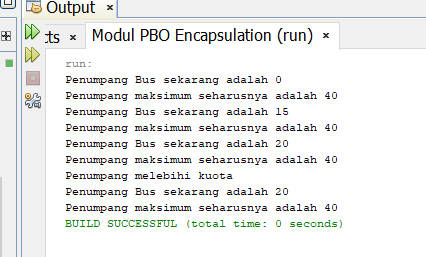 Output ×
cts × Modul PBO Encapsulation (run) ×
run:
Penumpang Bus sekarang adalah 0
Penumpang maksimum seharusnya adalah 40
Penumpang Bus sekarang adalah 15
Penumpang maksimum seharusnya adalah 40
Penumpang Bus sekarang adalah 20
Penumpang maksimum seharusnya adalah 40
Penumpang melebihi kuota
Penumpang Bus sekarang adalah 20
Penumpang maksimum seharusnya adalah 40
BUILD SUCCESSFUL (total time: 0 seconds)